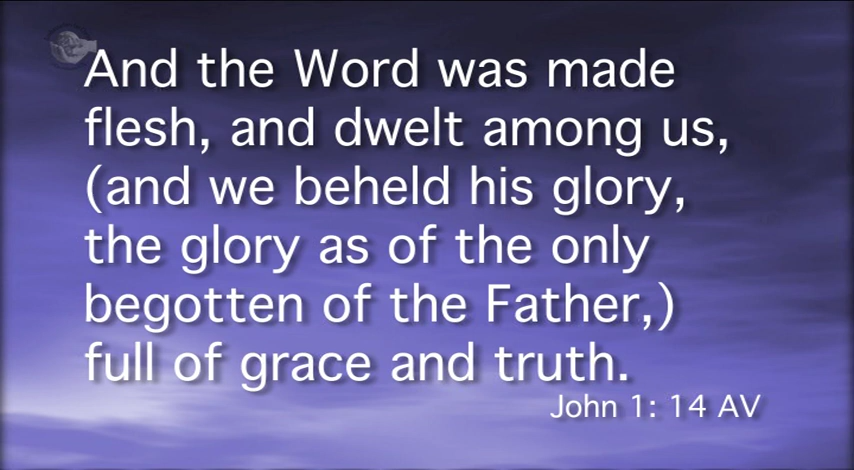 And the Word was made
flesh, and dwelt among us,
(and we beheld his glory,
the glory as of the only
begotten of the Father,)
full of grace and truth.
John 1: 14 AV